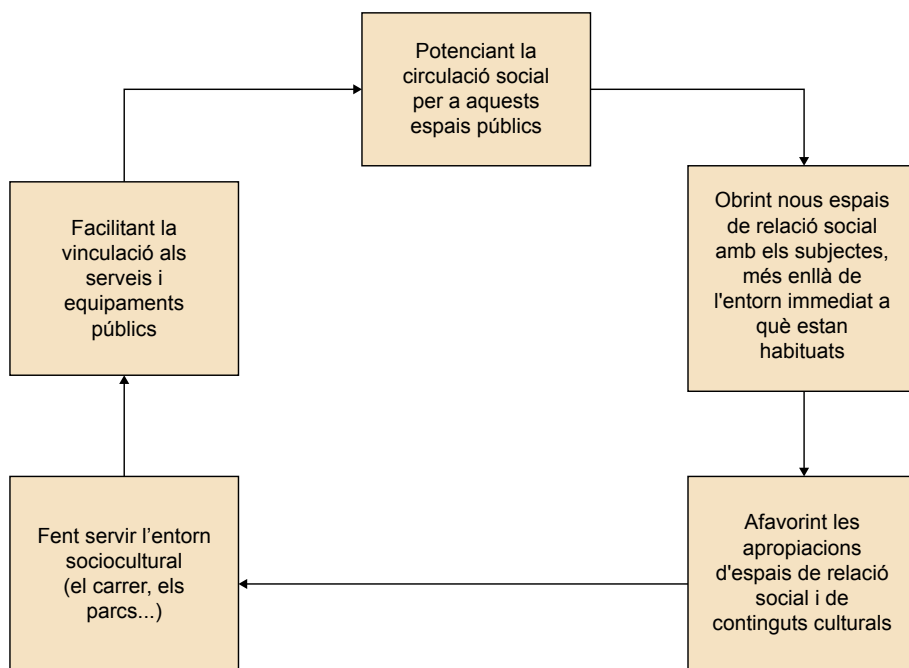 Potenciant la
circulació social
per a aquests
espais públics
Obrint nous espais
de relació social
amb els subjectes,
més enllà de
l'entorn immediat a
què estan
habituats
Afavorint les
apropiacions
d'espais de relació
social i de
continguts culturals
Fent servir l’entorn
sociocultural
(el carrer, els
parcs...)
Facilitant la
vinculació als
serveis i
equipaments
públics